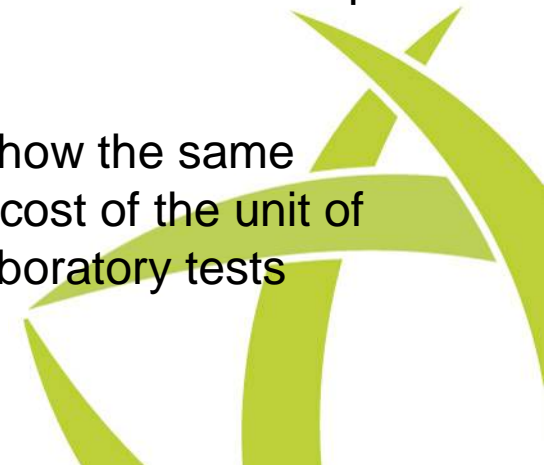 how the same
cost of the unit of
boratory tests